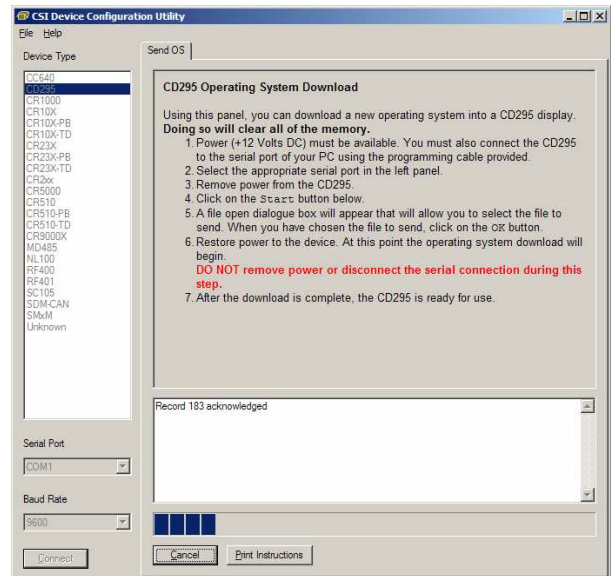 CSI Device Configuration Utility
File Help
Device Type
Send OS
CC640
CD295
CR1000
CR10X
CR10X-PB
CR10X-TD
CR23X
CR23X-PB
CR23X-TD
CR2xx
CR5000
CR510
CR510-PB
CR510-TD
CR9000X
MD485
NL100
RF400
RF401
SC105
SDM-CAN
SMxM
Unknown
Serial Port
COM1
Baud Rate
9600
Connect
CD295 Operating System Download
Using this panel, you can download a new operating system into a CD295 display.
Doing so will clear all of the memory.
1. Power (+12 Volts DC) must be available. You must also connect the CD295
to the serial port of your PC using the programming cable provided.
2. Select the appropriate serial port in the left panel.
3. Remove power from the CD295.
4. Click on the Start button below.
5. A file open dialogue box will appear that will allow you to select the file to
send. When you have chosen the file to send, click on the OK button.
6. Restore power to the device. At this point the operating system download will
begin.
DO NOT remove power or disconnect the serial connection during this
step.
7. After the download is complete, the CD295 is ready for use.
Record 183 acknowledged
Cancel Print Instructions